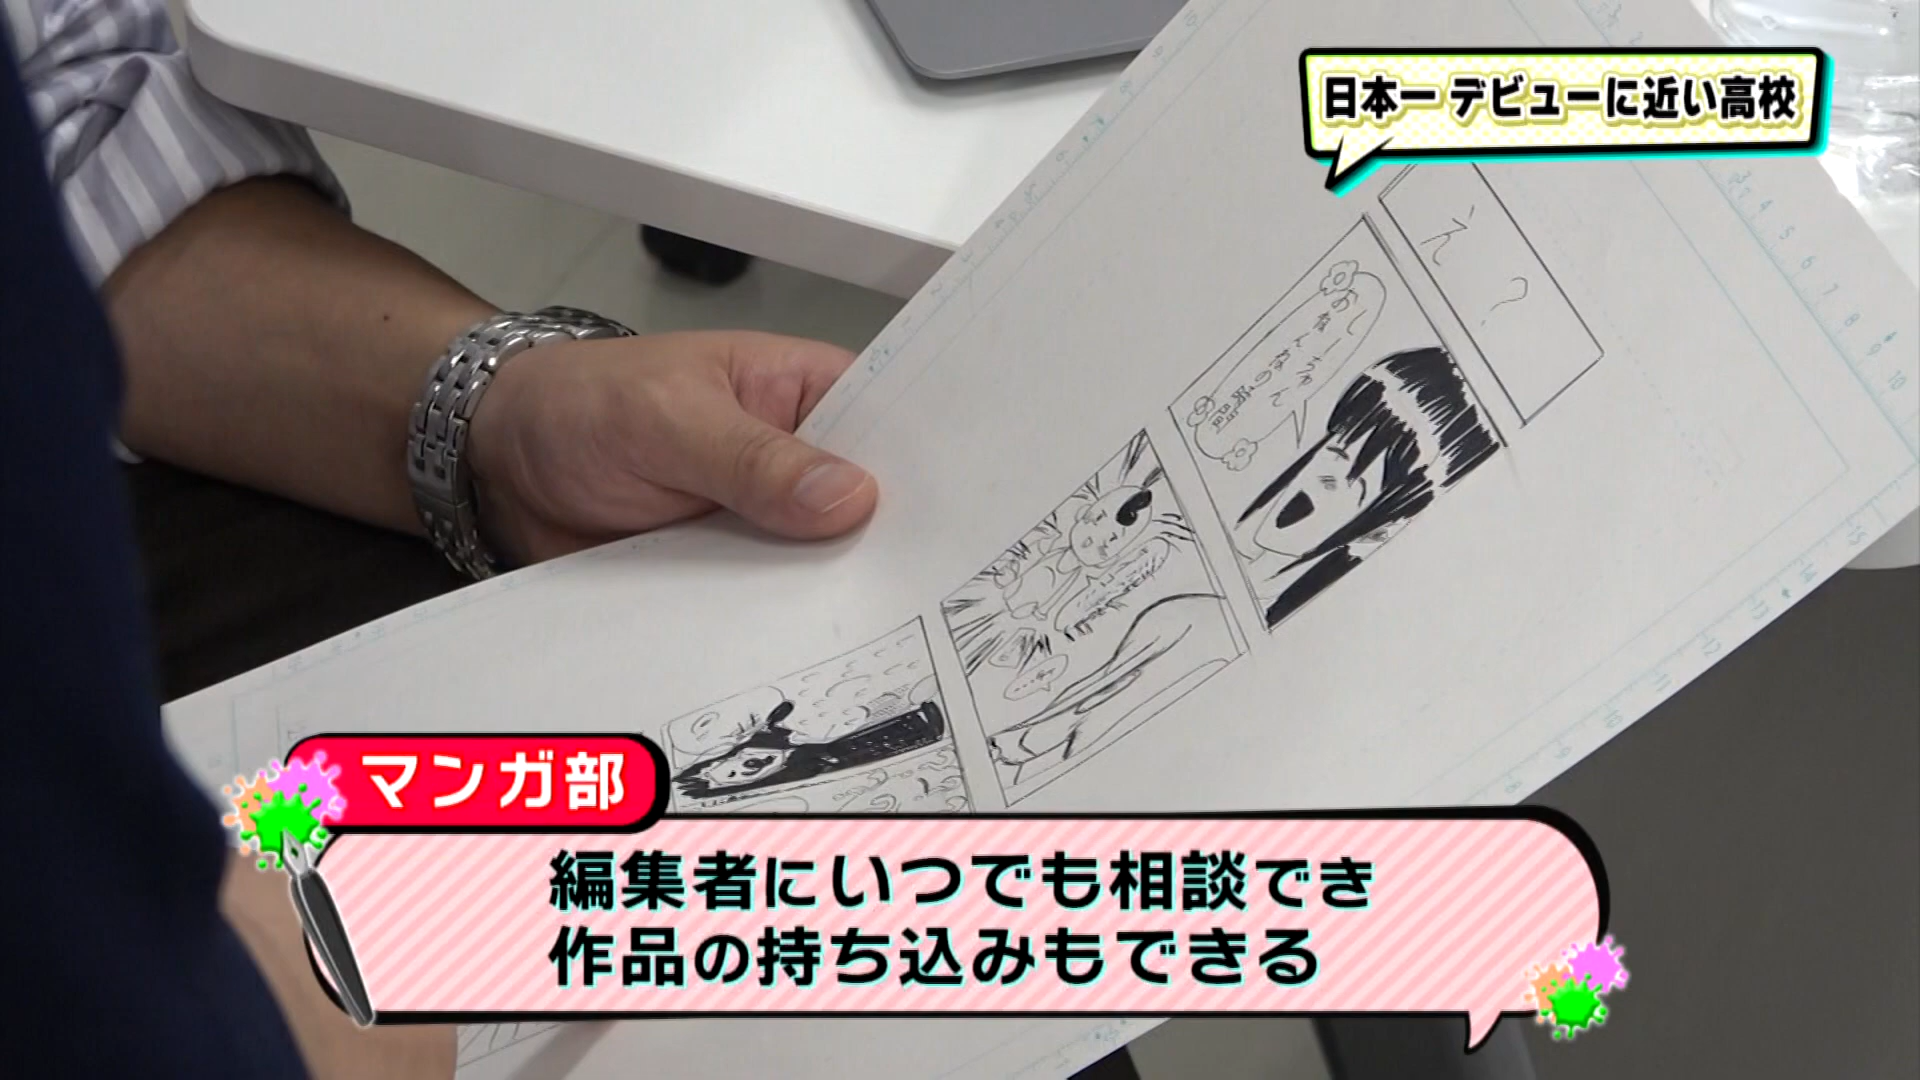 日本一 デビューに近い高校
え?
マンガ部
編集者にいつでも相談でき
作品の持ち込みもできる